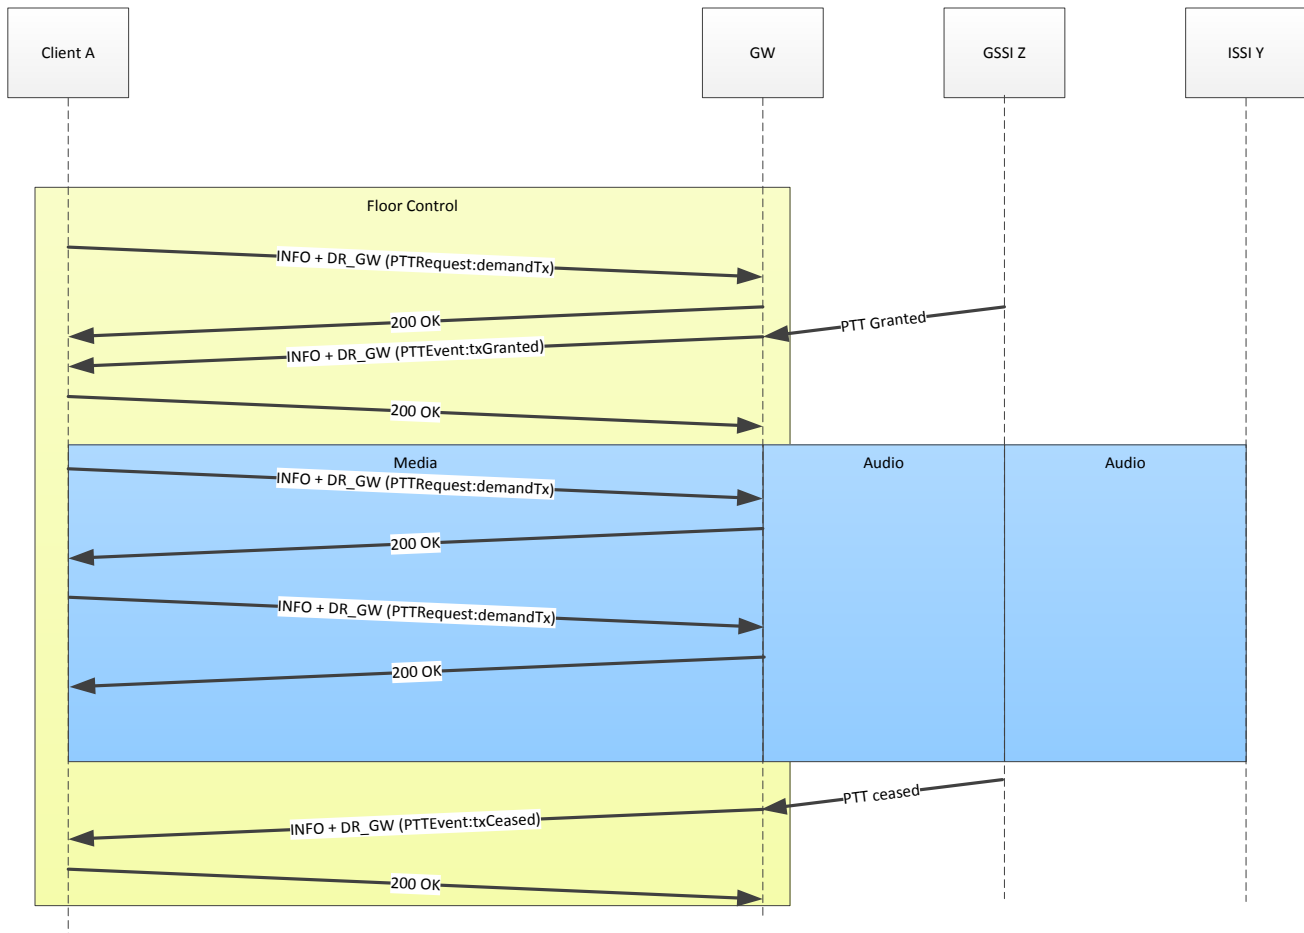 Client A
GW
GSSI Z
ISSI Y
Floor Control
INFO + DR_GW (PTTRequest:demandTx)
200 OK
PTT Granted
INFO + DR_GW (PTTEvent:txGranted)
200 OK
Media
Audio
Audio
INFO + DR_GW (PTTRequest:demandTx)
200 OK
INFO + DR_GW (PTTRequest:demandTx)
200 OK
PTT ceased
INFO + DR_GW (PTTEvent:txCeased)
200 OK